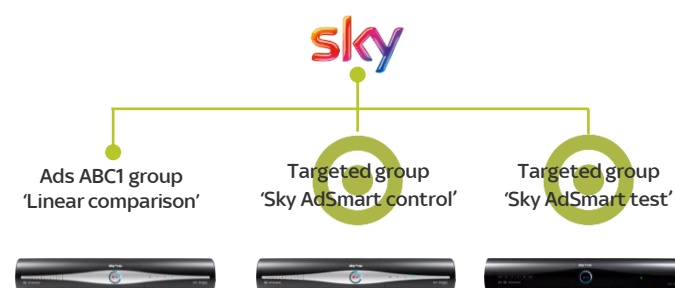 sky
Ads ABC1 group
‘Linear comparison’
Targeted group
‘Sky AdSmart control’
Targeted group
‘Sky AdSmart test’